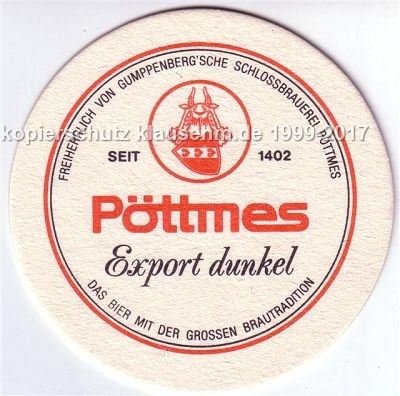 FREIHERRLICH VON GUMPPENBERG'SCHE SCHLOSSBRAUEREI PÖTTMES
kopierschutz klausehm.de 1999-2017
SEIT 1402
Pöttmes
Export dunkel
DAS BIER MIT DER GROSSEN BRAUTRADITION